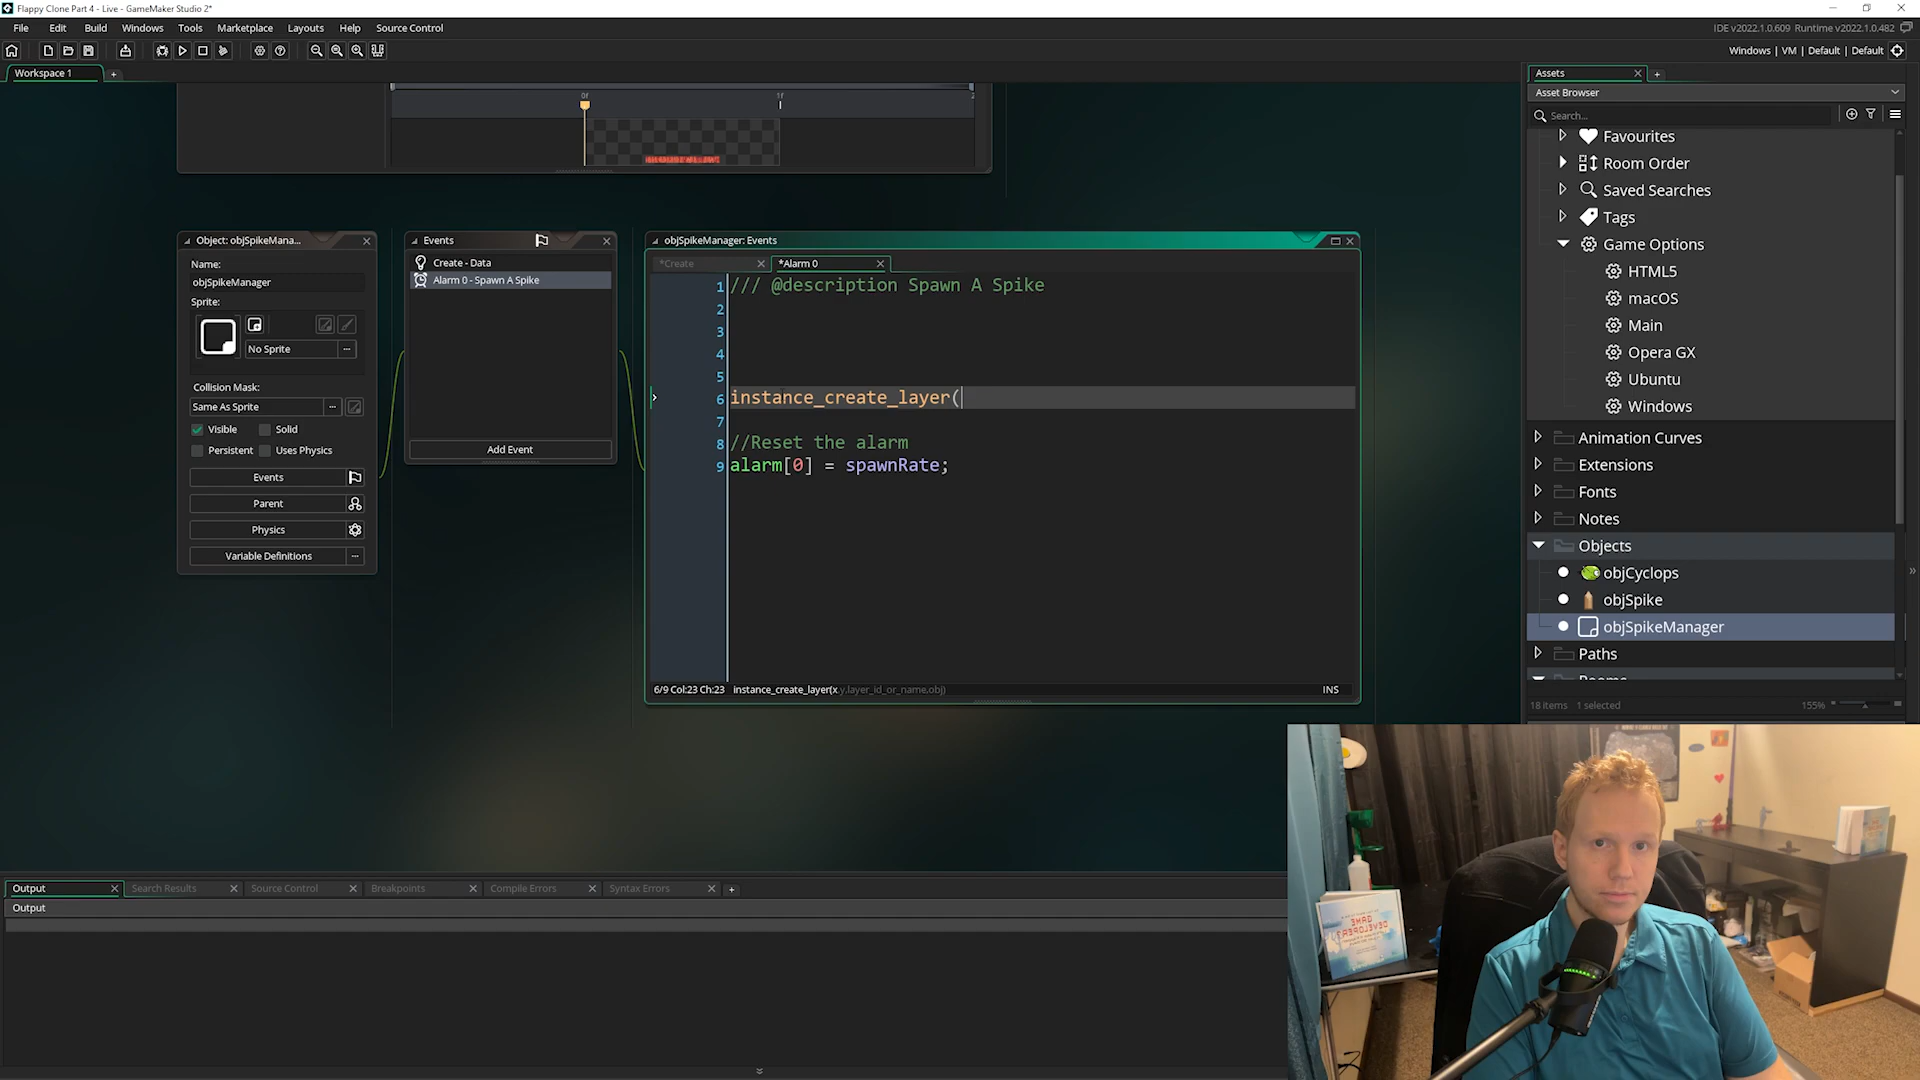 Flappy Clone Part 4 - Live - GameMaker Studio 2*
File Edit Build Windows Tools Marketplace Layouts Help Source Control
IDE v2022.1.0.609 Runtime v2022.1.0.482
Windows | VM | Default | Default
Workspace 1
Assets
Asset Browser
Search...
0f
1f
2
Favourites
Room Order
Saved Searches
Tags
Game Options
HTML5
macOS
Main
Opera GX
Ubuntu
Windows
Animation Curves
Extensions
Fonts
Notes
Objects
objCyclops
objSpike
objSpikeManager
Paths
Rooms
18 items 1 selected
155%
Object: objSpikeMana...
Name:
objSpikeManager
Sprite:
No Sprite
Collision Mask:
Same As Sprite
Visible Solid
Persistent Uses Physics
Events
Parent
Physics
Variable Definitions
Events
Create - Data
Alarm 0 - Spawn A Spike
Add Event
objSpikeManager: Events
*Create *Alarm 0
1 /// @description Spawn A Spike
2
3
4
5
6 instance_create_layer(
7
8 //Reset the alarm
9 alarm[0] = spawnRate;
6/9 Col:23 Ch:23 instance_create_layer(x,y,layer_id_or_name,obj)
INS
Output Search Results Source Control Breakpoints Compile Errors Syntax Errors
Output
GAME
DEVELOPER?